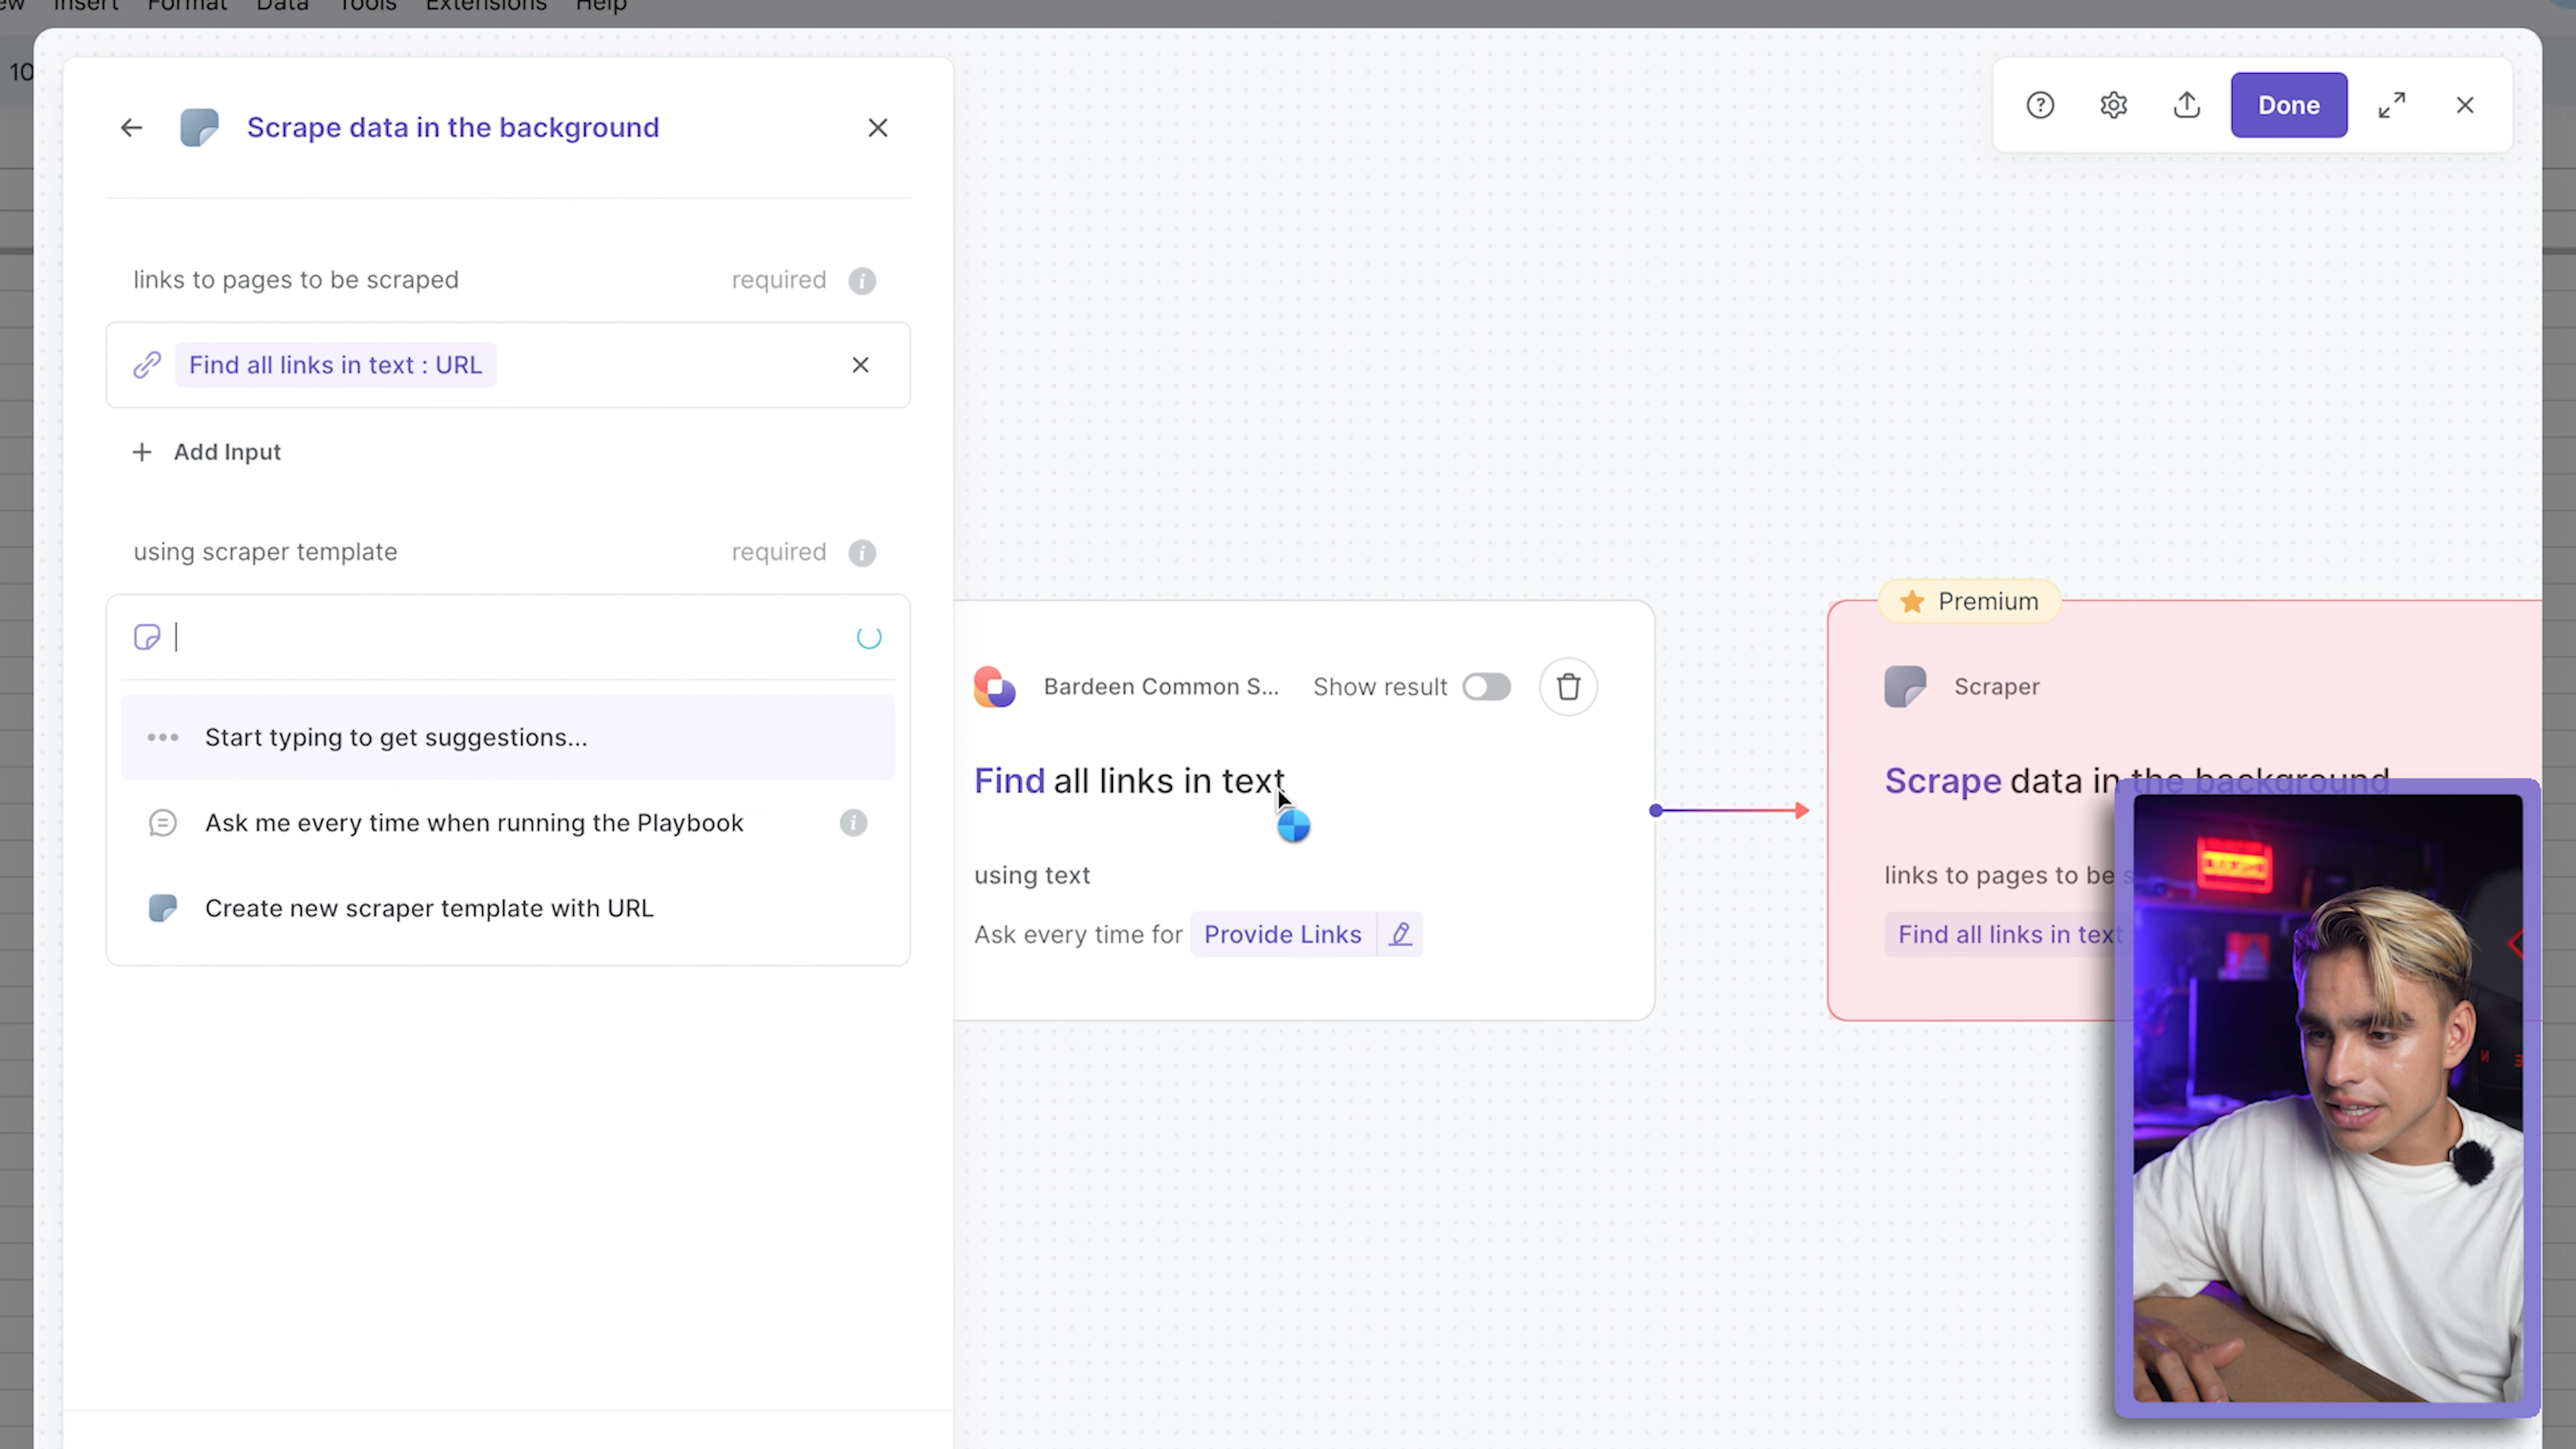 ew Insert Format Data Tools Extensions Help
10
Scrape data in the background
Done
links to pages to be scraped required
Find all links in text : URL
Add Input
using scraper template required
Start typing to get suggestions...
Ask me every time when running the Playbook
Create new scraper template with URL
Bardeen Common S... Show result
Find all links in text
using text
Ask every time for Provide Links
Premium
Scraper
Scrape data in the background
links to pages to be s
Find all links in text